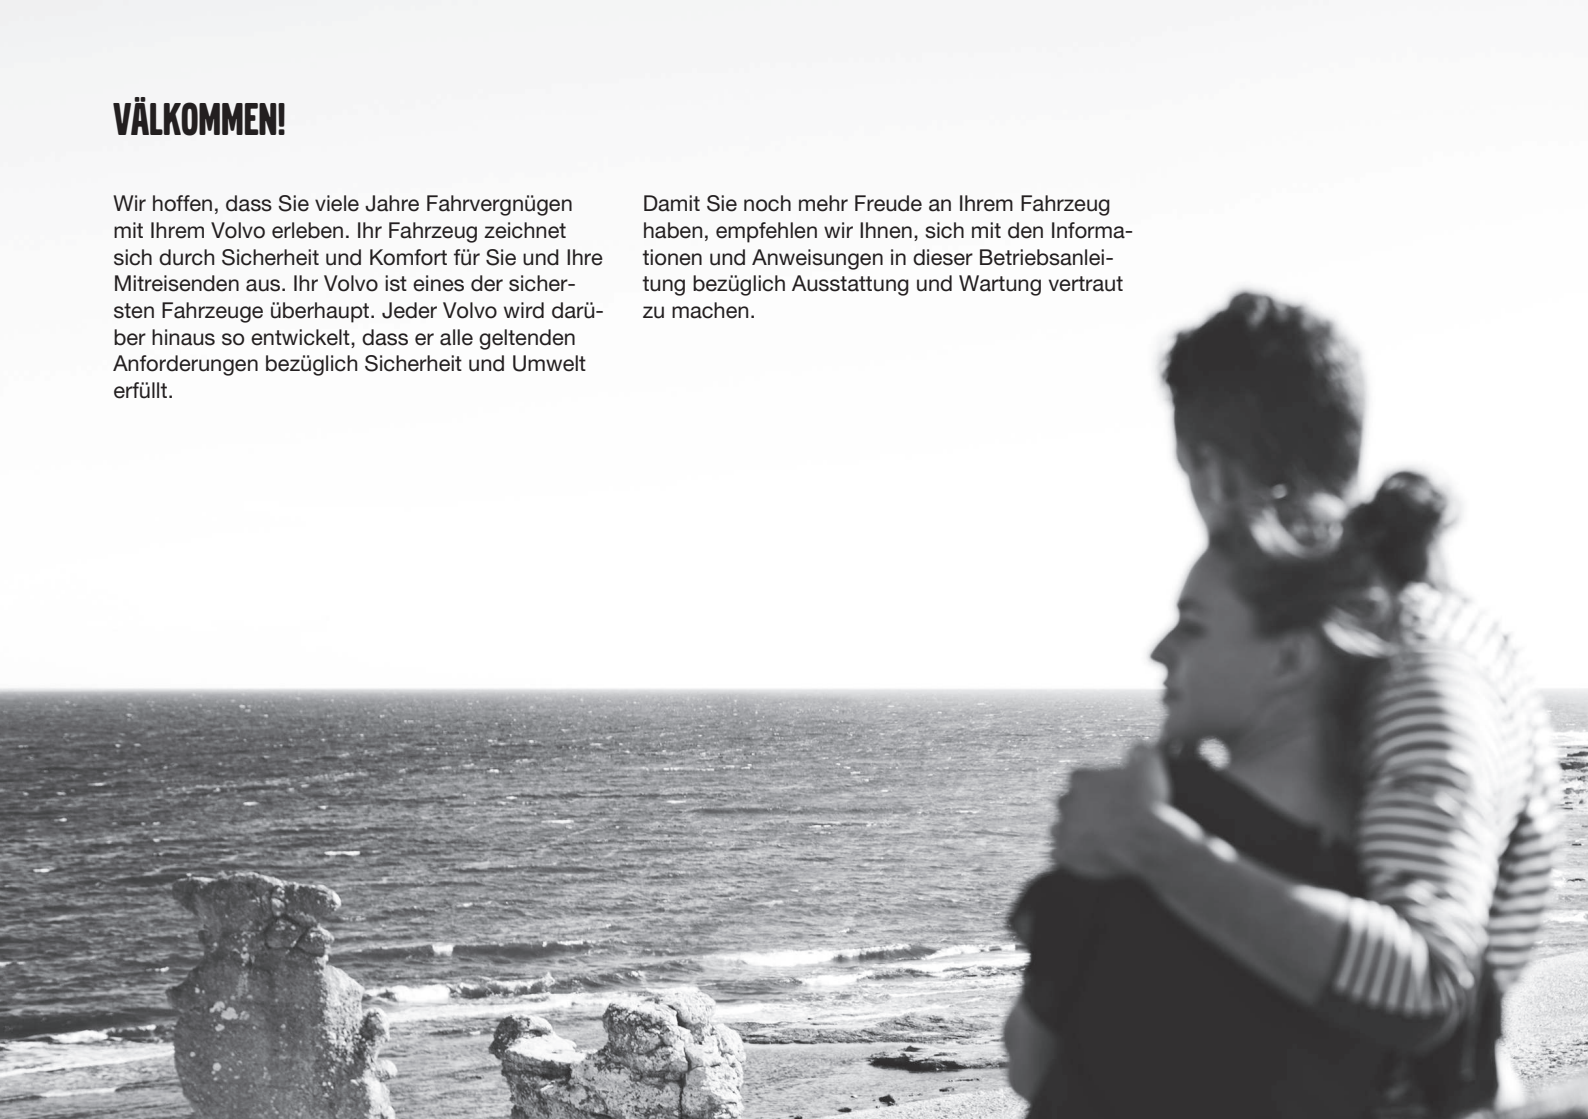 VÄLKOMMEN!
Wir hoffen, dass Sie viele Jahre Fahrvergnügen
mit Ihrem Volvo erleben. Ihr Fahrzeug zeichnet
sich durch Sicherheit und Komfort für Sie und Ihre
Mitreisenden aus. Ihr Volvo ist eines der sicher-
sten Fahrzeuge überhaupt. Jeder Volvo wird darü-
ber hinaus so entwickelt, dass er alle geltenden
Anforderungen bezüglich Sicherheit und Umwelt
erfüllt.
Damit Sie noch mehr Freude an Ihrem Fahrzeug
haben, empfehlen wir Ihnen, sich mit den Informa-
tionen und Anweisungen in dieser Betriebsanlei-
tung bezüglich Ausstattung und Wartung vertraut
zu machen.